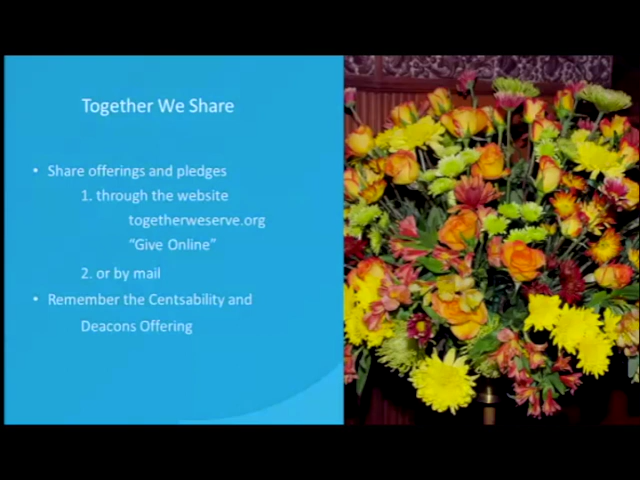 Together We Share
• Share offerings and pledges
1. through the website
togetherweserve.org
“Give Online”
2. or by mail
• Remember the Centsability and
Deacons Offering